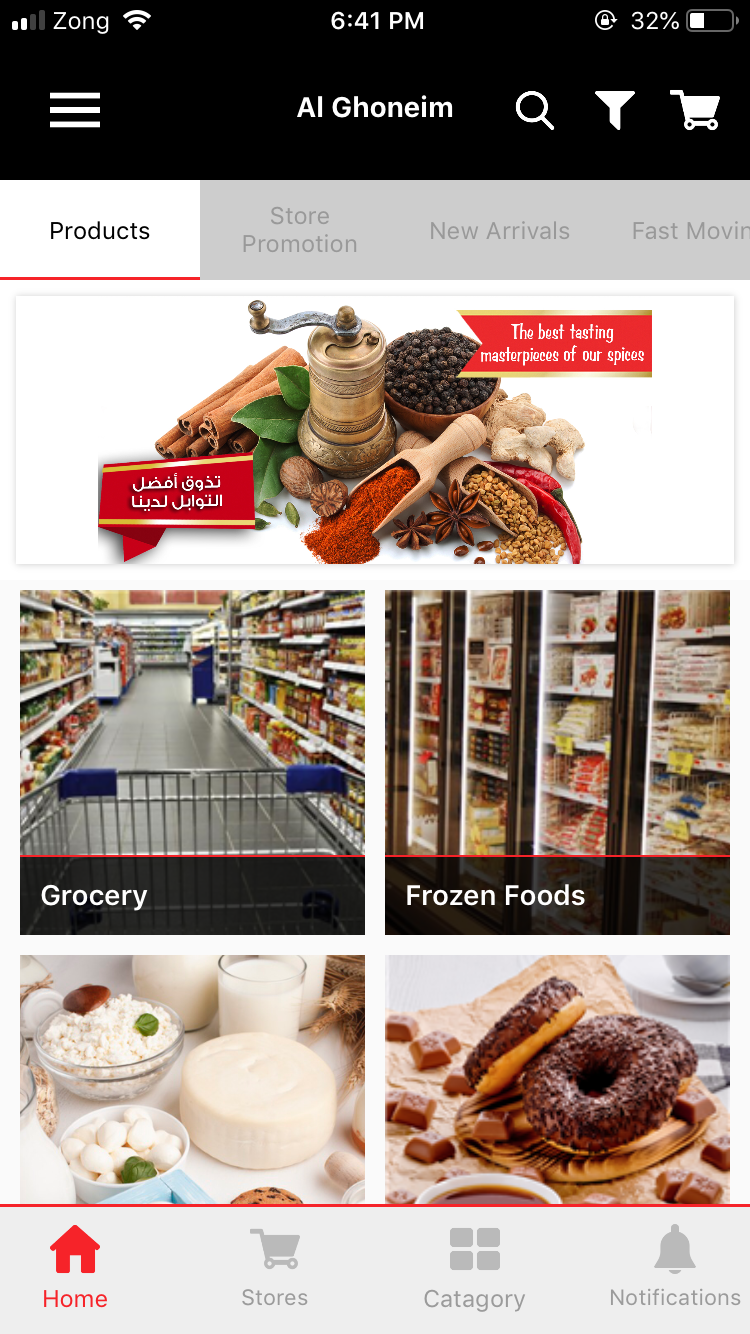 Zong
6:41 PM
32%
Al Ghoneim
Products
Store
Promotion
New Arrivals
Fast Movin
The best tasting
masterpieces of our spices
تذوق أفضل
التوابل لدينا
Grocery
Frozen Foods
Home
Stores
Catagory
Notifications